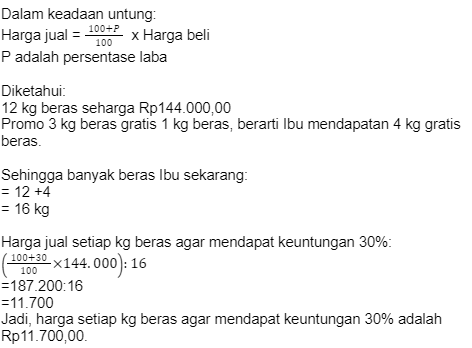 Dalam keadaan untung:
Harga jual = \frac{100+P}{100} x Harga beli
P adalah persentase laba
Diketahui:
12 kg beras seharga Rp144.000,00
Promo 3 kg beras gratis 1 kg beras, berarti Ibu mendapatan 4 kg gratis
beras.
Sehingga banyak beras Ibu sekarang:
= 12 +4
= 16 kg
Harga jual setiap kg beras agar mendapat keuntungan 30%:
(\frac{100+30}{100}×144.000): 16
=187.200:16
=11.700
Jadi, harga setiap kg beras agar mendapat keuntungan 30% adalah
Rp11.700,00.